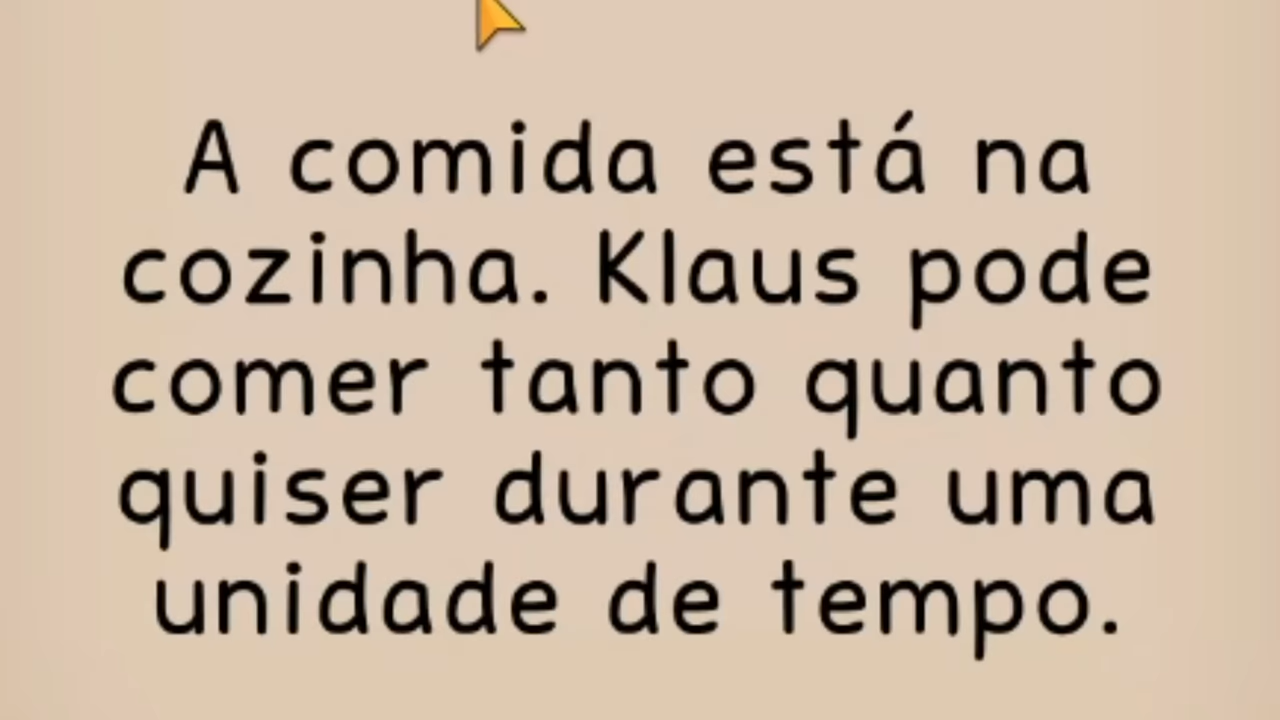 A comida está na
cozinha. Klaus pode
comer tanto quanto
quiser durante uma
unidade de tempo.